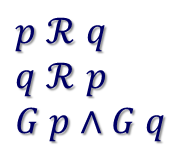 𝑝 ℛ 𝑞
𝑞 ℛ 𝑝
𝐺 𝑝 ∧ 𝐺 𝑞